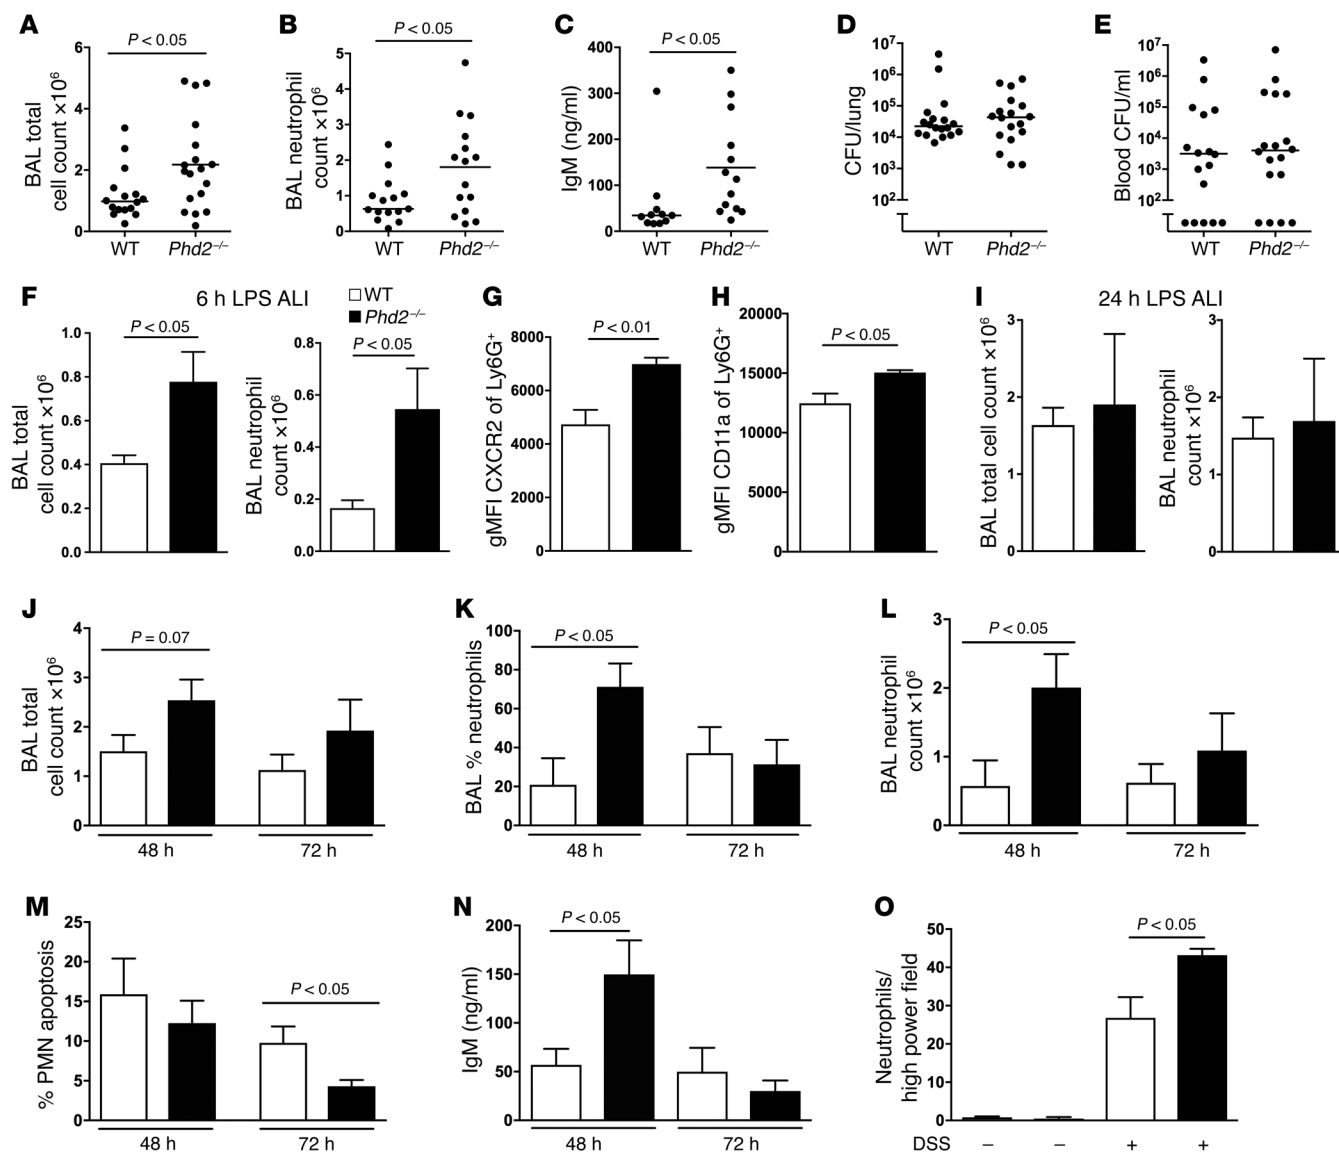 A
P < 0.05
BAL total
cell count ×10⁶
6
4
2
0
WT
Phd2⁻/⁻
B
P < 0.05
BAL neutrophil
count ×10⁶
5
4
3
2
1
0
WT
Phd2⁻/⁻
C
P < 0.05
IgM (ng/ml)
400
300
200
100
0
WT
Phd2⁻/⁻
D
CFU/lung
10⁷
10⁶
10⁵
10⁴
10³
10²
WT
Phd2⁻/⁻
E
Blood CFU/ml
10⁷
10⁶
10⁵
10⁴
10³
10²
WT
Phd2⁻/⁻
F
6 h LPS ALI
WT
Phd2⁻/⁻
P < 0.05
BAL total
cell count ×10⁶
1.0
0.8
0.6
0.4
0.2
0.0
P < 0.05
BAL neutrophil
count ×10⁶
0.8
0.6
0.4
0.2
0.0
G
P < 0.01
gMFI CXCR2 of Ly6G⁺
8000
6000
4000
2000
0
H
P < 0.05
gMFI CD11a of Ly6G⁺
20000
15000
10000
5000
0
I
24 h LPS ALI
BAL total cell count ×10⁶
3
2
1
0
BAL neutrophil
count ×10⁶
3
2
1
0
J
P = 0.07
BAL total
cell count ×10⁶
4
3
2
1
0
48 h
72 h
K
P < 0.05
BAL % neutrophils
100
80
60
40
20
0
48 h
72 h
L
P < 0.05
BAL neutrophil
count ×10⁶
3
2
1
0
48 h
72 h
M
P < 0.05
% PMN apoptosis
25
20
15
10
5
0
48 h
72 h
N
P < 0.05
IgM (ng/ml)
200
150
100
50
0
48 h
72 h
O
P < 0.05
Neutrophils/
high power field
50
40
30
20
10
0
DSS – – + +